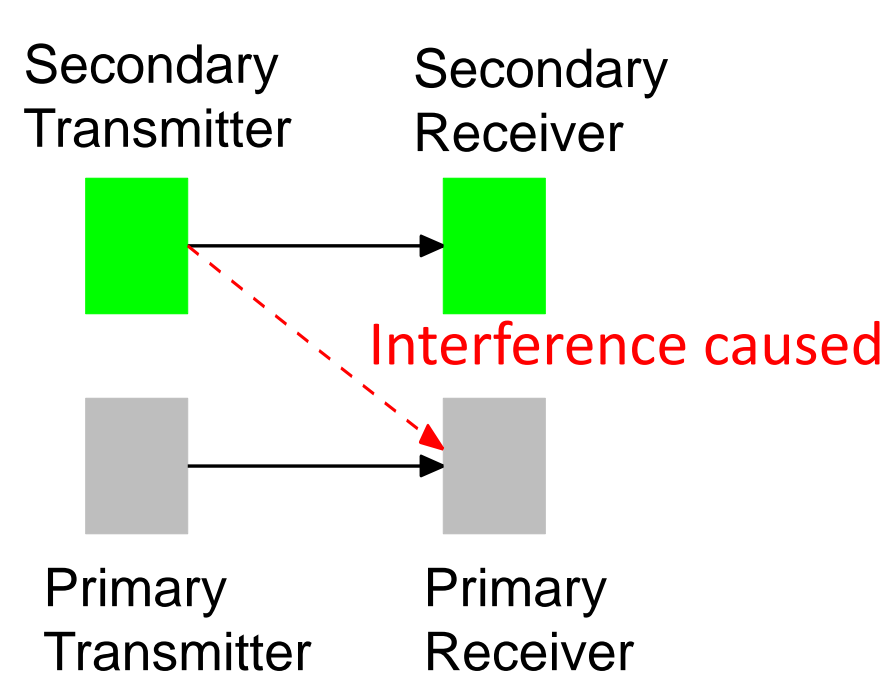 Secondary
Transmitter
Secondary
Receiver
Interference caused
Primary
Transmitter
Primary
Receiver